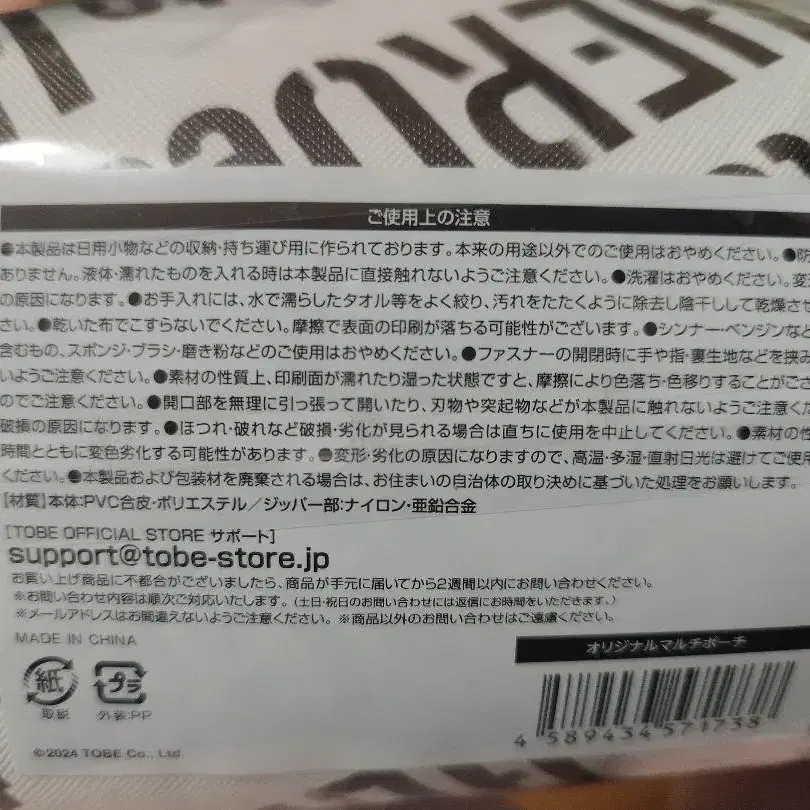 ご使用上の注意
●本製品は日用小物などの収納・持ち運び用に作られております。本来の用途以外でのご使用はおやめください。●防
ありません。液体・濡れたものを入れる時は本製品に直接触れないようご注意ください。●洗濯はおやめください。変
の原因になります。●お手入れには、水で濡らしたタオル等をよく絞り、汚れをたたくように除去し陰干しして乾燥させ
さい。●乾いた布でこすらないでください。摩擦で表面の印刷が落ちる可能性がございます。●シンナー・ベンジンなど
含むもの、スポンジ・ブラシ・磨き粉などのご使用はおやめください。●ファスナーの開閉時に手や指・裏生地などを挟み
いようご注意ください。●素材の性質上、印刷面が濡れたり湿った状態ですと、摩擦により色落ち・色移りすることがござ
のでご注意ください。●開口部を無理に引っ張って開いたり、刃物や突起物などが本製品に触れないようご注意くだ
破損の原因になります。●ほつれ・破れなど破損・劣化が見られる場合は直ちに使用を中止してください。●素材の性
時間とともに変色劣化する可能性があります。●変形・劣化の原因になりますので、高温・多湿・直射日光は避けてご使用
ください。●本製品および包装材を廃棄される場合は、お住まいの自治体の取り決めに基づいた処理をお願いします。
[材質]本体:PVC合皮・ポリエステル/ジッパー部:ナイロン・亜鉛合金
[TOBE OFFICIAL STORE サポート]
support@tobe-store.jp
お買い上げ商品に不都合がございましたら、商品が手元に届いてから2週間以内にお問い合わせください。
※お問い合わせ内容は順次ご対応いたします。(土日・祝日のお問い合わせには返信にお時間をいただきます。)
※メールアドレスはお間違えないようご注意ください。※商品以外のお問い合わせはご遠慮ください。
MADE IN CHINA
オリジナルマルチポーチ
紙
プラ
取説
外装:PP
4 589434 571738
©2024 TOBE Co., Ltd.